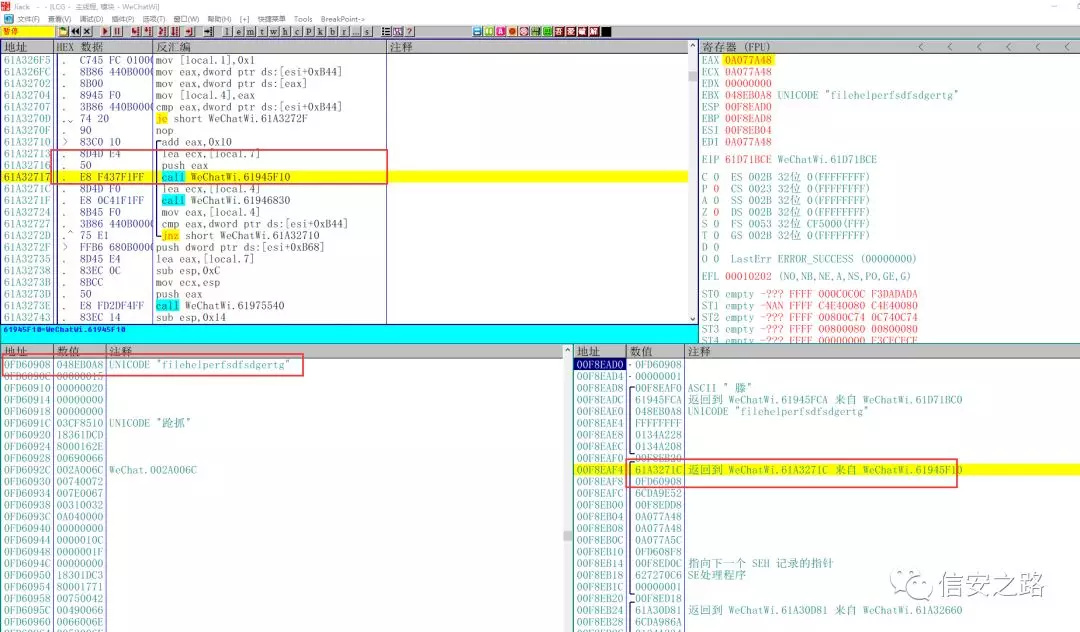 Jiack - - [LCG - 主线程, 模块 - WeChatWi]
文件(F) 查看(V) 调试(D) 插件(P) 选项(T) 窗口(W) 帮助(H) [+] 快捷菜单 Tools BreakPoint->
暂停 l e m t w h c p k b r ... s
地址 HEX 数据 反汇编 注释
61A326F5 . C745 FC 01000 mov [local.1],0x1
61A326FC . 8B86 440B0000 mov eax,dword ptr ds:[esi+0xB44]
61A32702 . 8B00 mov eax,dword ptr ds:[eax]
61A32704 . 8945 F0 mov [local.4],eax
61A32707 . 3B86 440B0000 cmp eax,dword ptr ds:[esi+0xB44]
61A3270D .. 74 20 je short WeChatWi.61A3272F
61A3270F . 90 nop
61A32710 > 83C0 10 add eax,0x10
61A32713 . 8D4D E4 lea ecx,[local.7]
61A32716 . 50 push eax
61A32717 . E8 F437F1FF call WeChatWi.61945F10
61A3271C . 8D4D F0 lea ecx,[local.4]
61A3271F . E8 0C41F1FF call WeChatWi.61946830
61A32724 . 8B45 F0 mov eax,[local.4]
61A32727 . 3B86 440B0000 cmp eax,dword ptr ds:[esi+0xB44]
61A3272D .^ 75 E1 jnz short WeChatWi.61A32710
61A3272F > FFB6 680B0000 push dword ptr ds:[esi+0xB68]
61A32735 . 8D45 E4 lea eax,[local.7]
61A32738 . 83EC 0C sub esp,0xC
61A3273B . 8BCC mov ecx,esp
61A3273D . 50 push eax
61A3273E . E8 FD2DF4FF call WeChatWi.61975540
61A32743 . 83EC 14 sub esp,0x14
61945F10=WeChatWi.61945F10
寄存器 (FPU)
EAX 0A077A48
ECX 0A077A48
EDX 00000000
EBX 048EB0A8 UNICODE "filehelperfsdfsdgertg"
ESP 00F8EAD0
EBP 00F8EAD8
ESI 00F8EB04
EDI 0A077A48
EIP 61D71BCE WeChatWi.61D71BCE
C 0 ES 002B 32位 0(FFFFFFFF)
P 0 CS 0023 32位 0(FFFFFFFF)
A 0 SS 002B 32位 0(FFFFFFFF)
Z 0 DS 002B 32位 0(FFFFFFFF)
S 0 FS 0053 32位 CF5000(FFF)
T 0 GS 002B 32位 0(FFFFFFFF)
D 0
O 0 LastErr ERROR_SUCCESS (00000000)
EFL 00010202 (NO,NB,NE,A,NS,PO,GE,G)
ST0 empty -??? FFFF 000C0C0C F3DADADA
ST1 empty -NAN FFFF C4E40080 C4E40080
ST2 empty -??? FFFF 00800C74 0C740C74
ST3 empty -??? FFFF 00800080 00800080
地址 数值 注释
0FD60908 048EB0A8 UNICODE "filehelperfsdfsdgertg"
0FD6090C 00000015
0FD60910 00000020
0FD60914 00000000
0FD60918 00000000
0FD6091C 03CF8510 UNICODE "跄抓"
0FD60920 18361DCD
0FD60924 8000162E
0FD60928 00690066
0FD6092C 002A006C WeChat.002A006C
0FD60930 00740072
0FD60934 007E0067
0FD60938 00310032
0FD6093C 0A040000
0FD60940 00000000
0FD60944 0000010C
0FD60948 0000001F
0FD6094C 00000000
0FD60950 18301DC3
0FD60954 80001771
0FD60958 00750042
0FD6095C 00490066
0FD60960 0066006E
地址 数值 注释
00F8EAD0 0FD60908
00F8EAD4 00000001
00F8EAD8 00F8EAF0 ASCII " 滕"
00F8EADC 61945FCA 返回到 WeChatWi.61945FCA 来自 WeChatWi.61D71BC0
00F8EAE0 048EB0A8 UNICODE "filehelperfsdfsdgertg"
00F8EAE4 FFFFFFFF
00F8EAE8 0134A228
00F8EAEC 0134A208
00F8EAF0 00F8EB20
00F8EAF4 61A3271C 返回到 WeChatWi.61A3271C 来自 WeChatWi.61945F10
00F8EAF8 0FD60908
00F8EAFC 6CDA9E52
00F8EB00 00F8EDD8
00F8EB04 0A077A48
00F8EB08 0A077A48
00F8EB0C 0A077A5C
00F8EB10 0FD608F8
00F8EB14 00F8ED0C 指向下一个 SEH 记录的指针
00F8EB18 627270C6 SE处理程序
00F8EB1C 00000001
00F8EB20 00F8ED18
00F8EB24 61A30D81 返回到 WeChatWi.61A30D81 来自 WeChatWi.61A32660
00F8EB28 6CDA986A
信安之路